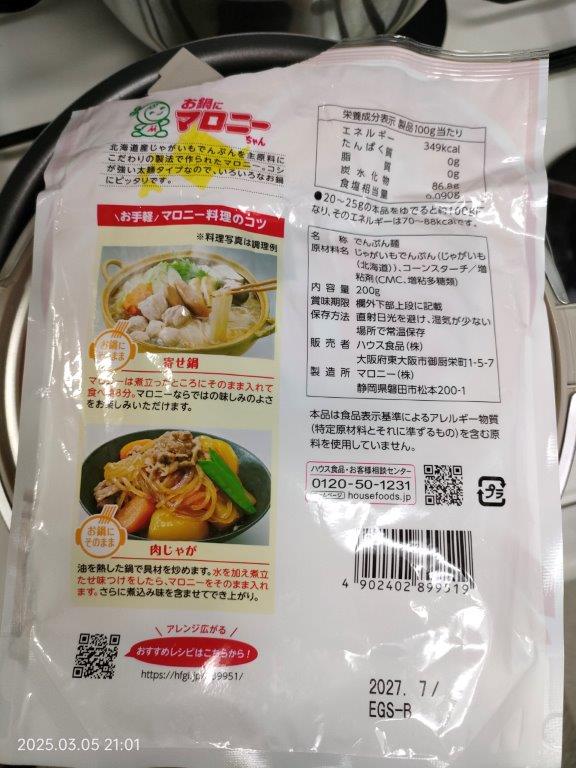 お鍋に
マロニー
ちゃん
北海道産じゃがいもでんぷんを主原料に
こだわりの製法で作られたマロニー。コシ
が強い太麺タイプなので、いろいろなお鍋
にピッタリです。
\お手軽/マロニー料理のコツ
※料理写真は調理例
お鍋に
そのまま
寄せ鍋
マロニーは煮立ったところにそのまま入れて
8分。マロニーならではの味しみのよさ
をお楽しみいただけます。
お鍋に
そのまま
肉じゃが
油を熱した鍋で具材を炒めます。水を加え煮立
たせ味つけをしたら、マロニーをそのまま入れ
ます。さらに煮込み味を含ませてでき上がり。
\ アレンジ広がる /
おすすめレシピはこちらから!
https://hfgi.jp/ 89951/
栄養成分表示 製品100g当たり
エネルギー 349kcal
たんぱく質 0g
脂質 0g
炭水化物 86.8g
食塩相当量 0.090g
●20~25gの本品をゆでると約100gに
なり、そのエネルギーは70~88kcalです。
名称 でんぷん麺
原材料名 じゃがいもでんぷん(じゃがいも
(北海道))、コーンスターチ/増
粘剤(CMC、増粘多糖類)
内容量 200g
賞味期限 欄外下部上段に記載
保存方法 直射日光を避け、湿気が少ない
場所で常温保存
販売者 ハウス食品(株)
大阪府東大阪市御厨栄町1-5-7
製造所 マロニー(株)
静岡県磐田市松本200-1
本品は食品表示基準によるアレルギー物質
(特定原材料とそれに準ずるもの)を含む原
料を使用していません。
ハウス食品・お客様相談センター
0120-50-1231
ホームページ housefoods.jp
プラ
4 902402 899519
2027. 7/
EGS-B
2025.03.05 21:01